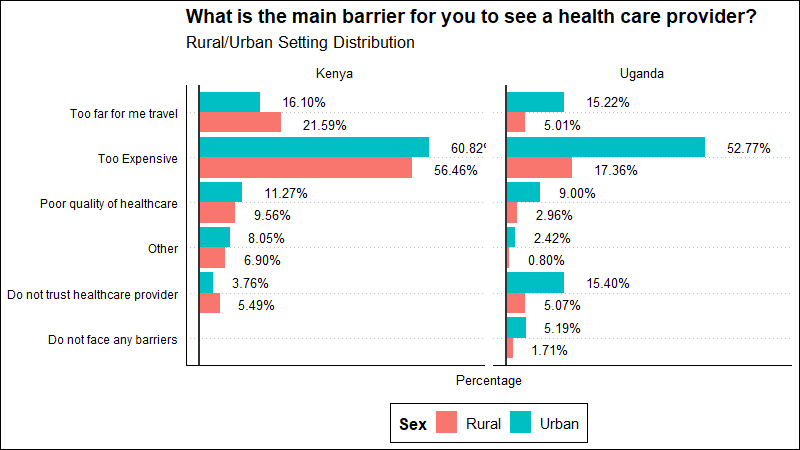 What is the main barrier for you to see a health care provider?
Rural/Urban Setting Distribution
Kenya
Uganda
Too far for me travel
16.10%
21.59%
15.22%
5.01%
Too Expensive
60.82%
56.46%
52.77%
17.36%
Poor quality of healthcare
11.27%
9.56%
9.00%
2.96%
Other
8.05%
6.90%
2.42%
0.80%
Do not trust healthcare provider
3.76%
5.49%
15.40%
5.07%
Do not face any barriers
5.19%
1.71%
Percentage
Sex Rural Urban